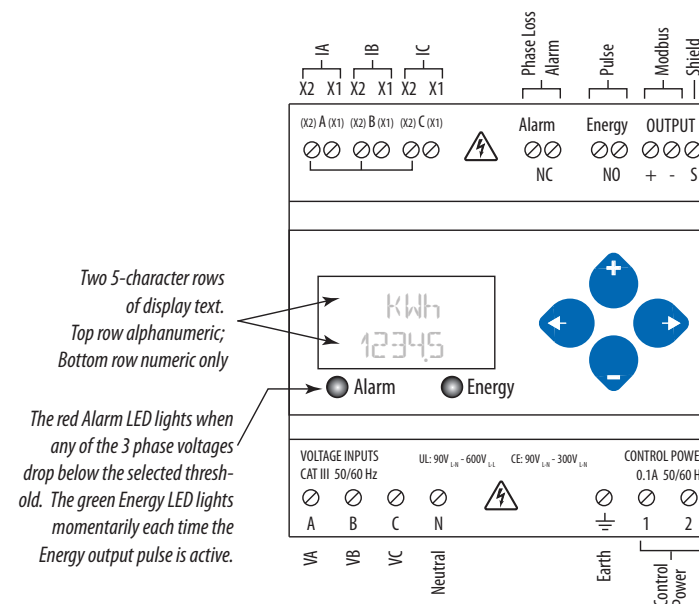 IA IB IC Phase Loss Alarm Pulse Modbus Shield
X2 X1 X2 X1 X2 X1
(X2) A (X1) (X2) B (X1) (X2) C (X1) Alarm Energy OUTPUT
NC NO + - S
Two 5-character rows
of display text.
Top row alphanumeric;
Bottom row numeric only
KWh
1234.5
+
-
Alarm Energy
The red Alarm LED lights when
any of the 3 phase voltages
drop below the selected thresh-
old. The green Energy LED lights
momentarily each time the
Energy output pulse is active.
VOLTAGE INPUTS UL: 90V L-N - 600V L-L CE: 90V L-N - 300V L-N CONTROL POWE
CAT III 50/60 Hz 0.1A 50/60 H
A B C N 1 2
VA VB VC Neutral Earth Control Power